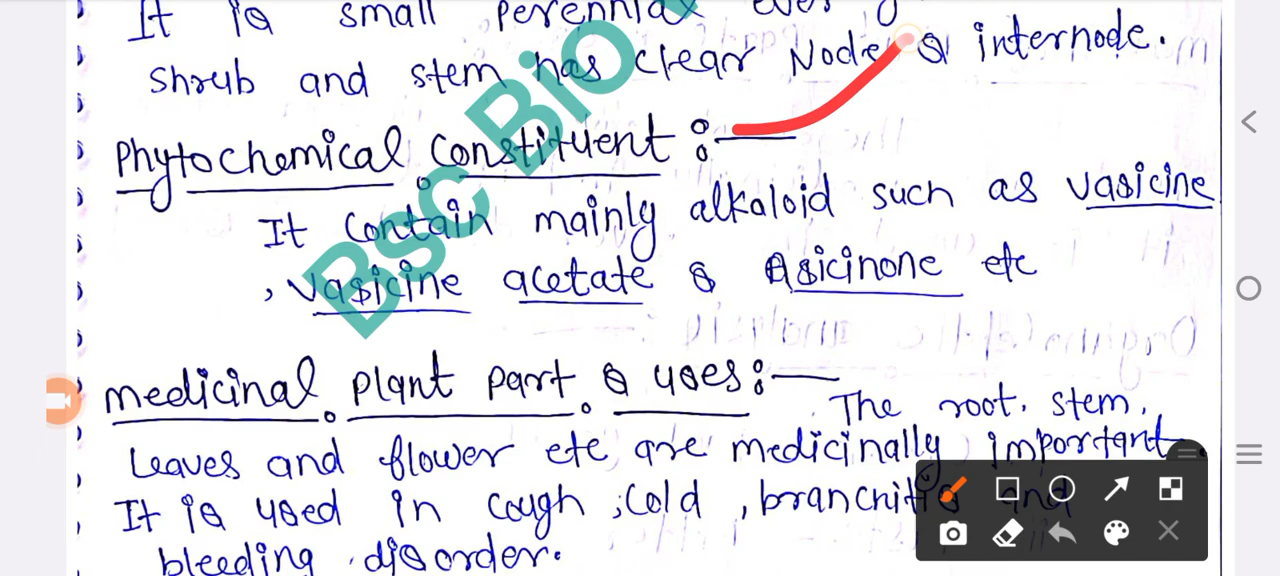 It is small perennial
shrub and stem has clear Node & internode.
Phytochemical constituent :—
It contain mainly alkaloid such as vasicine
, vasicine acetate & Asicinone etc
medicinal plant part & uses :—
The root, stem,
Leaves and flower etc are medicinally important
It is used in cough, cold, branchitis and
bleeding disorder.
Bsc Bio